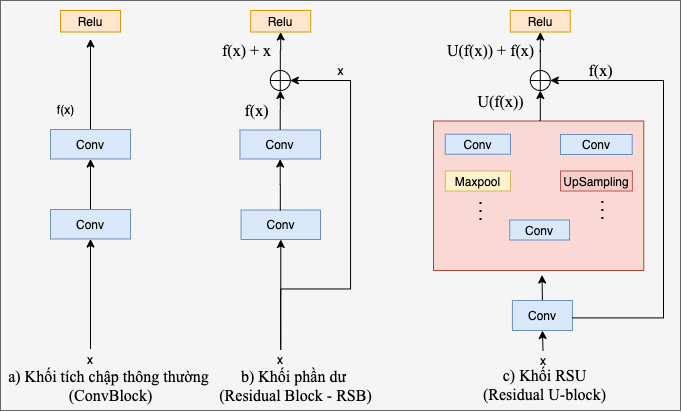 Relu
f(x)
Conv
Conv
x
a) Khối tích chập thông thường
(ConvBlock)
Relu
f(x) + x
x
f(x)
Conv
Conv
x
b) Khối phần dư
(Residual Block - RSB)
Relu
U(f(x)) + f(x)
f(x)
U(f(x))
Conv
Conv
Maxpool
UpSampling
Conv
Conv
x
c) Khối RSU
(Residual U-block)